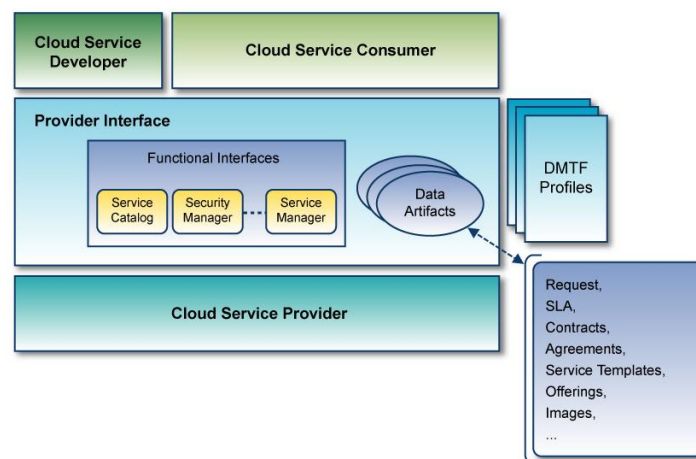 Cloud Service
Developer
Cloud Service Consumer
Provider Interface
Functional Interfaces
Service
Catalog
Security
Manager
Service
Manager
Data
Artifacts
DMTF
Profiles
Cloud Service Provider
Request,
SLA,
Contracts,
Agreements,
Service Templates,
Offerings,
Images,
...